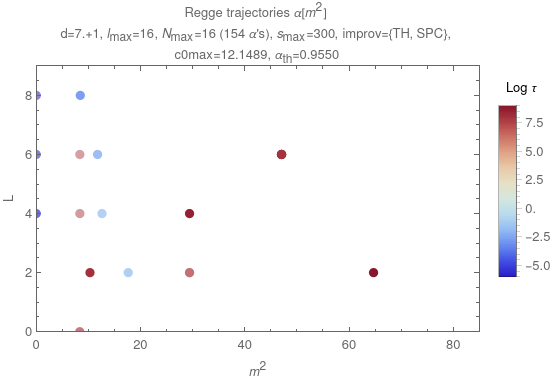 Regge trajectories α[m²]
d=7.+1, lmax=16, Nmax=16 (154 α's), smax=300, improv={TH, SPC},
c0max=12.1489, αth=0.9550
Log τ
8
6
4
2
0
L
0
20
40
60
80
m²
7.5
5.0
2.5
0.
−2.5
−5.0